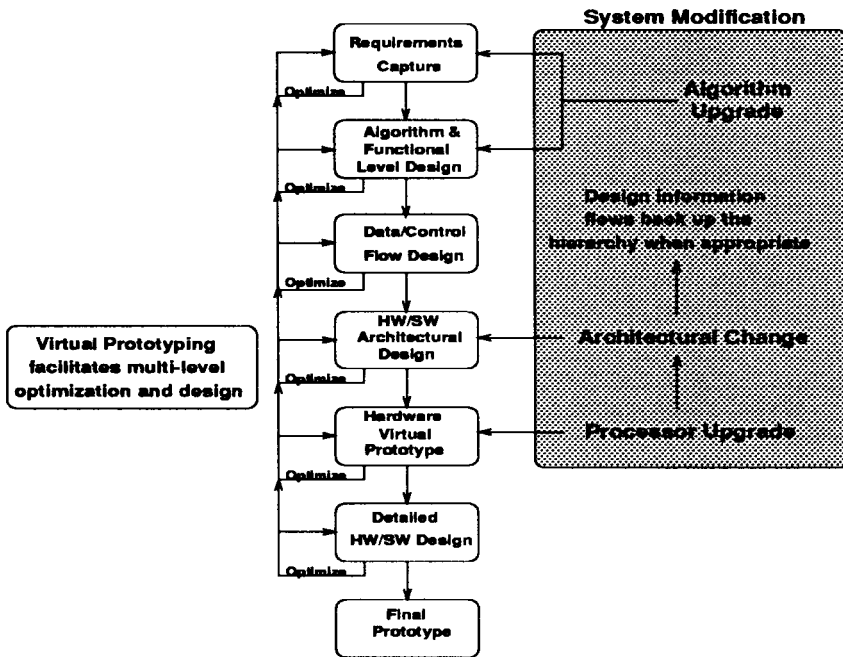 System Modification
Requirements
Capture
Optimize
Algorithm
Upgrade
Algorithm &
Functional
Level Design
Optimize
Design information
flows back up the
hierarchy when appropriate
Data/Control
Flow Design
Optimize
Virtual Prototyping
facilitates multi-level
optimization and design
HW/SW
Architectural
Design
Architectural Change
Optimize
Hardware
Virtual
Prototype
Processor Upgrade
Optimize
Detailed
HW/SW Design
Optimize
Final
Prototype